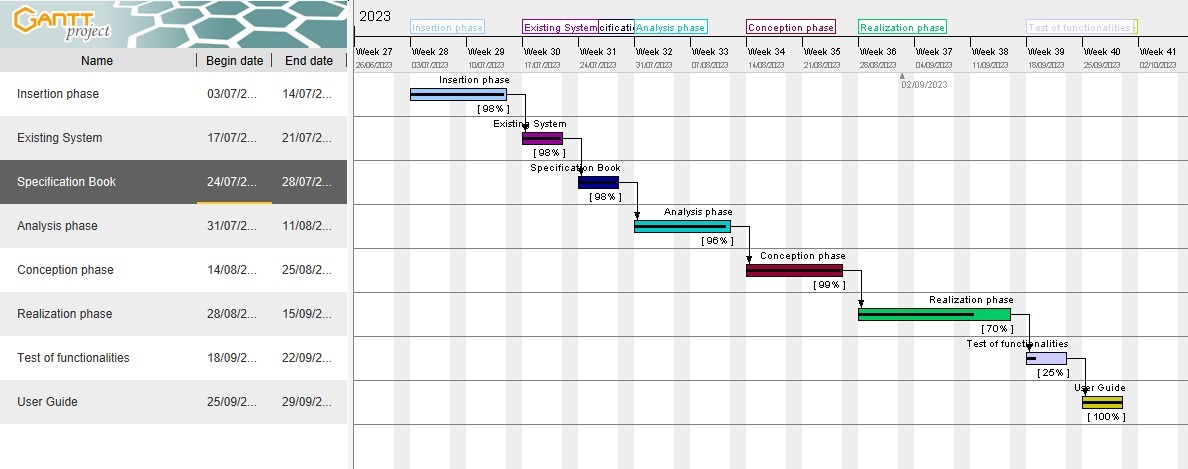 GANTT
project
Name Begin date End date
Insertion phase 03/07/2... 14/07/2...
Existing System 17/07/2... 21/07/2...
Specification Book 24/07/2... 28/07/2...
Analysis phase 31/07/2... 11/08/2...
Conception phase 14/08/2... 25/08/2...
Realization phase 28/08/2... 15/09/2...
Test of functionalities 18/09/2... 22/09/2...
User Guide 25/09/2... 29/09/2...
2023
Insertion phase Existing System cificati Analysis phase Conception phase Realization phase Test of functionalities
Week 27 Week 28 Week 29 Week 30 Week 31 Week 32 Week 33 Week 34 Week 35 Week 36 Week 37 Week 38 Week 39 Week 40 Week 41
26/06/2023 03/07/2023 10/07/2023 17/07/2023 24/07/2023 31/07/2023 07/08/2023 14/08/2023 21/08/2023 28/08/2023 04/09/2023 11/09/2023 18/09/2023 25/09/2023 02/10/2023
02/09/2023
Insertion phase
[ 98% ]
Existing System
[ 98% ]
Specification Book
[ 98% ]
Analysis phase
[ 96% ]
Conception phase
[ 99% ]
Realization phase
[ 70% ]
Test of functionalities
[ 25% ]
User Guide
[ 100% ]